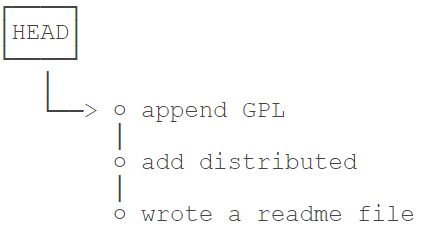 HEAD
append GPL
add distributed
wrote a readme file